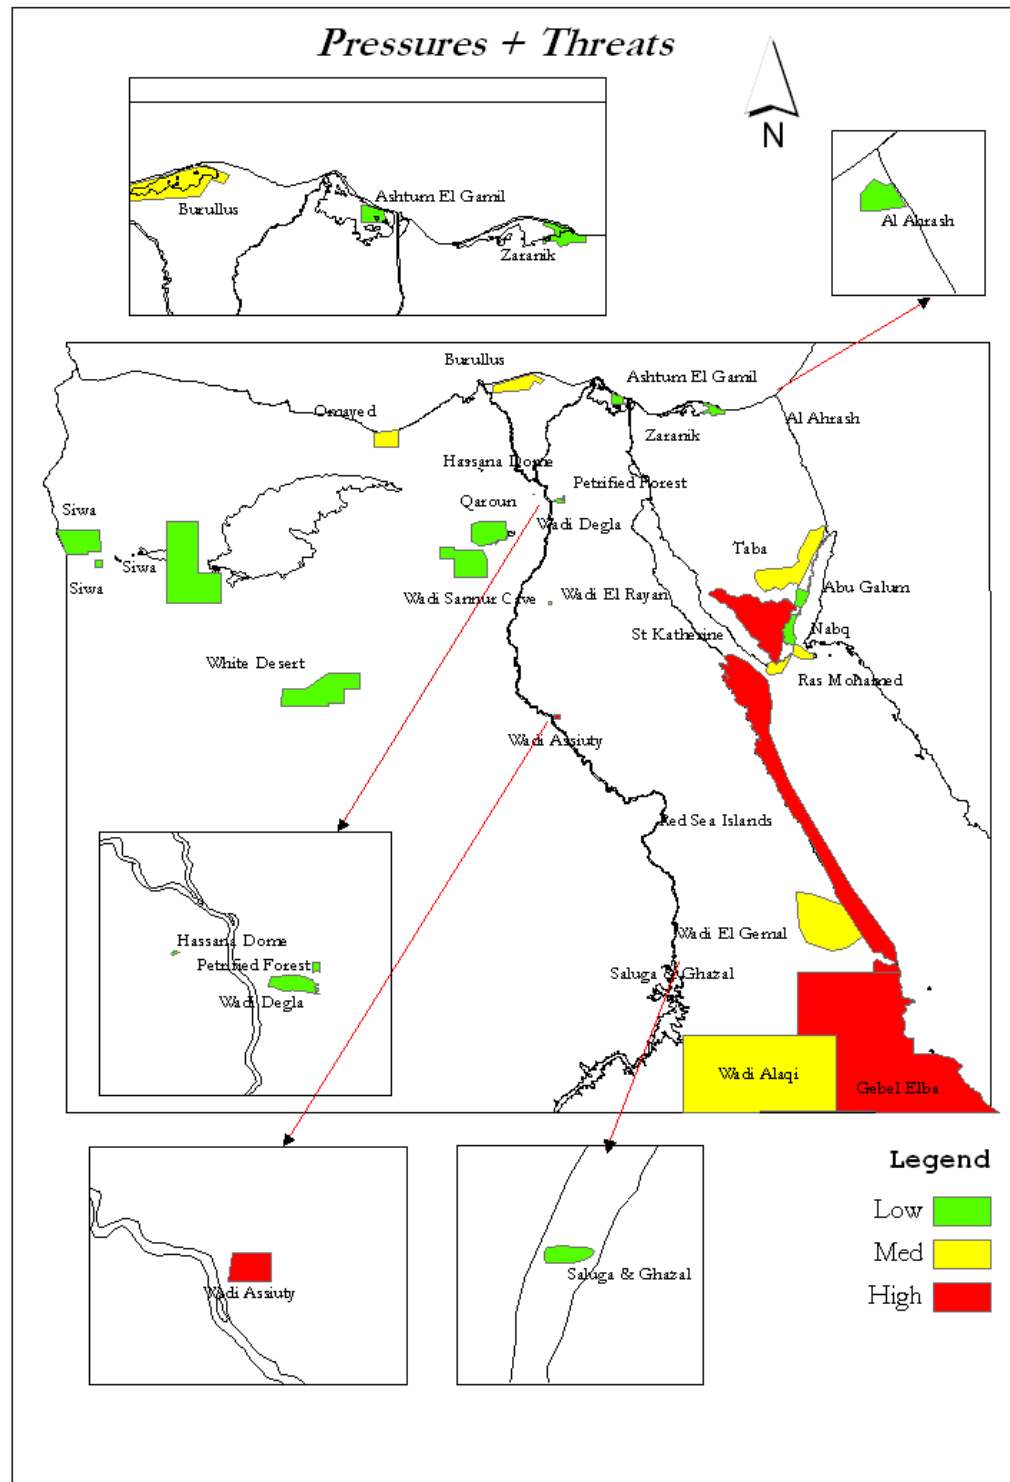 Pressures + Threats
N
Burullus
Ashtum El Gamil
Zaranik
Al Ahrash
Burullus
Ashtum El Gamil
Omayed
Zaranik
Al Ahrash
Hassana Dome
Petrified Forest
Qaroun
Wadi Degla
Siwa
Siwa
Siwa
Taba
Abu Galum
Wadi Sannur Cave
Wadi El Rayan
St Katherine
Nabq
White Desert
Ras Mohamed
Wadi Assiuty
Red Sea Islands
Wadi El Gemal
Saluga & Ghazal
Wadi Alaqi
Gebel Elba
Hassana Dome
Petrified Forest
Wadi Degla
Wadi Assiuty
Saluga & Ghazal
Legend
Low
Med
High